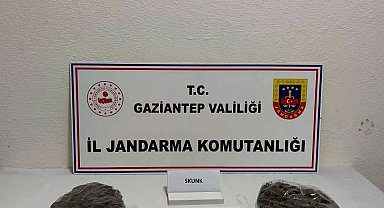 T.C.
GAZİANTEP VALİLİĞİ
İL JANDARMA KOMUTANLIĞI
SKUNK